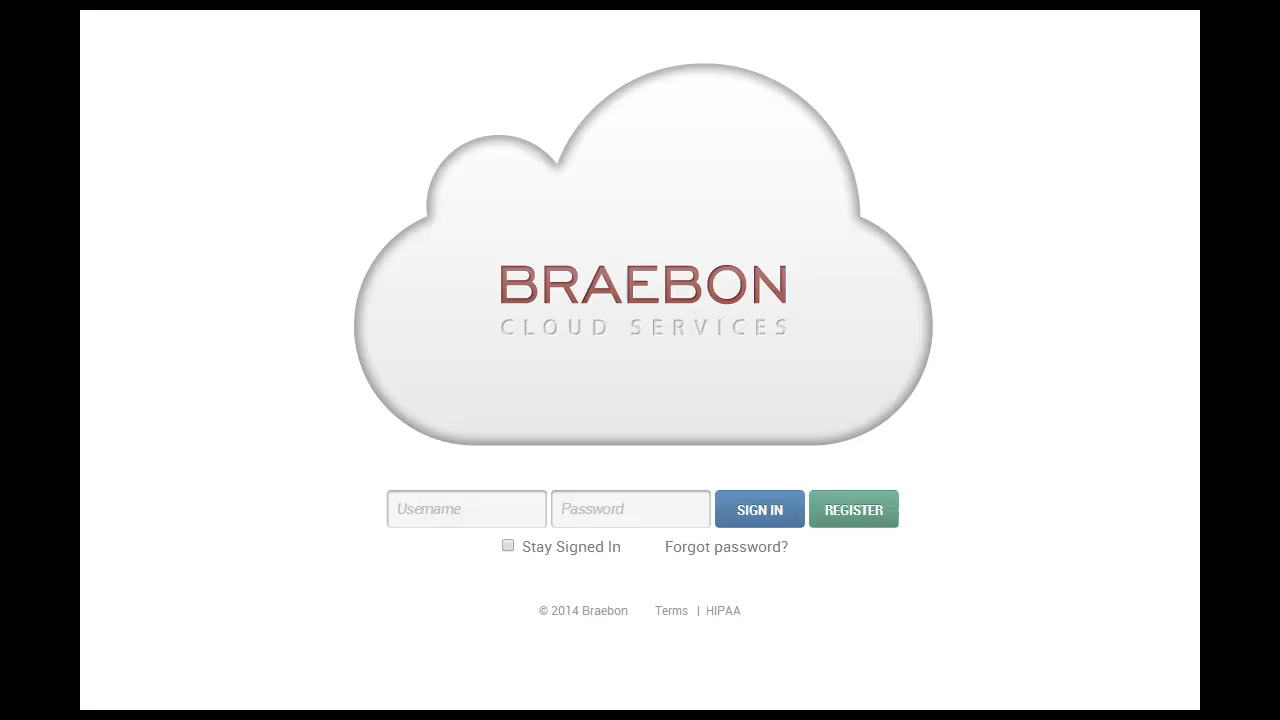 BRAEBON
CLOUD SERVICES
Username Password SIGN IN REGISTER
Stay Signed In Forgot password?
© 2014 Braebon Terms | HIPAA